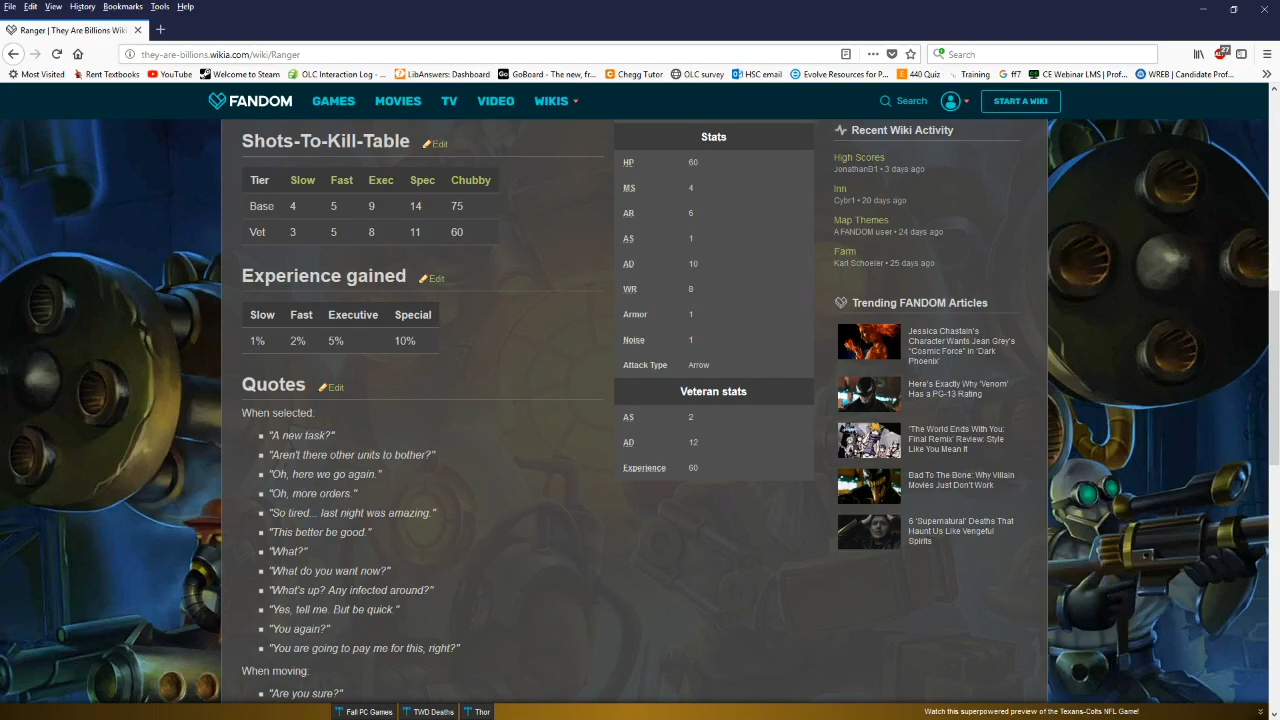 File Edit View History Bookmarks Tools Help
Ranger | They Are Billions Wiki
they-are-billions.wikia.com/wiki/Ranger
Search
27
Most Visited Rent Textbooks YouTube Welcome to Steam OLC Interaction Log - ... LibAnswers: Dashboard GoBoard - The new, fr... Chegg Tutor OLC survey HSC email Evolve Resources for P... 440 Quiz Training ff7 CE Webinar LMS | Prof... WREB | Candidate Prof...
FANDOM GAMES MOVIES TV VIDEO WIKIS Search START A WIKI
Shots-To-Kill-Table Edit
Tier Slow Fast Exec Spec Chubby
Base 4 5 9 14 75
Vet 3 5 8 11 60
Experience gained Edit
Slow Fast Executive Special
1% 2% 5% 10%
Quotes Edit
When selected:
"A new task?"
"Aren't there other units to bother?"
"Oh, here we go again."
"Oh, more orders."
"So tired... last night was amazing."
"This better be good."
"What?"
"What do you want now?"
"What's up? Any infected around?"
"Yes, tell me. But be quick."
"You again?"
"You are going to pay me for this, right?"
When moving:
"Are you sure?"
Stats
HP 60
MS 4
AR 6
AS 1
AD 10
WR 8
Armor 1
Noise 1
Attack Type Arrow
Veteran stats
AS 2
AD 12
Experience 60
Recent Wiki Activity
High Scores
JonathanB1 • 3 days ago
Inn
Cybr1 • 20 days ago
Map Themes
A FANDOM user • 24 days ago
Farm
Karl Schoeler • 25 days ago
Trending FANDOM Articles
Jessica Chastain's
Character Wants Jean Grey's
"Cosmic Force" in 'Dark
Phoenix'
Here's Exactly Why 'Venom'
Has a PG-13 Rating
'The World Ends With You:
Final Remix' Review: Style
Like You Mean It
Bad To The Bone: Why Villain
Movies Just Don't Work
6 'Supernatural' Deaths That
Haunt Us Like Vengeful
Spirits
Fall PC Games TWD Deaths Thor
Watch this superpowered preview of the Texans-Colts NFL Game!